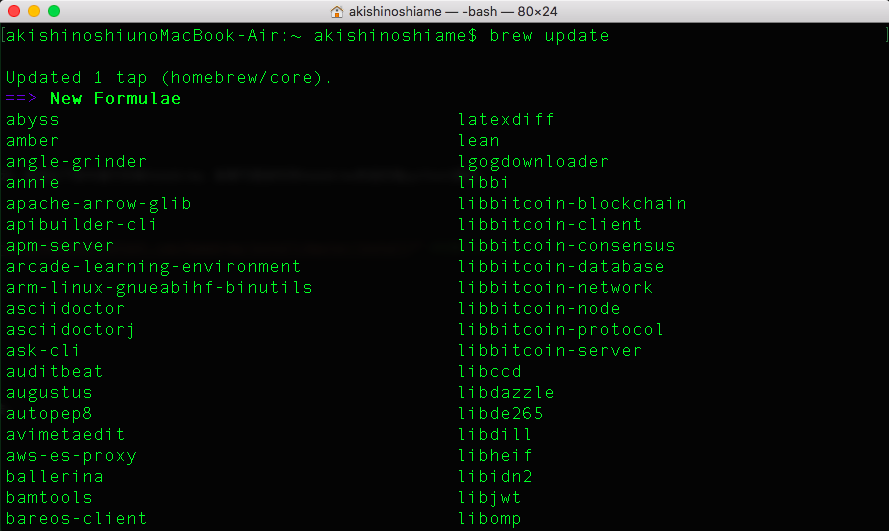 akishinoshiame — -bash — 80×24
[akishinoshiunoMacBook-Air:~ akishinoshiame$ brew update ]
Updated 1 tap (homebrew/core).
==> New Formulae
abyss latexdiff
amber lean
angle-grinder lgogdownloader
annie libbi
apache-arrow-glib libbitcoin-blockchain
apibuilder-cli libbitcoin-client
apm-server libbitcoin-consensus
arcade-learning-environment libbitcoin-database
arm-linux-gnueabihf-binutils libbitcoin-network
asciidoctor libbitcoin-node
asciidoctorj libbitcoin-protocol
ask-cli libbitcoin-server
auditbeat libccd
augustus libdazzle
autopep8 libde265
avimetaedit libdill
aws-es-proxy libheif
ballerina libidn2
bamtools libjwt
bareos-client libomp